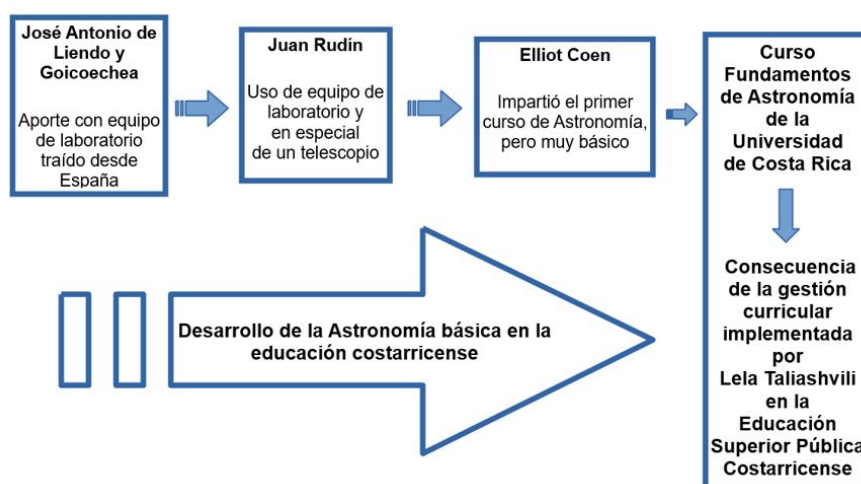 José Antonio de
Liendo y
Goicoechea
Aporte con equipo
de laboratorio
traído desde
España
Juan Rudín
Uso de equipo de
laboratorio y
en especial
de un telescopio
Elliot Coen
Impartió el primer
curso de Astronomía,
pero muy básico
Curso
Fundamentos
de Astronomía
de la
Universidad
de Costa Rica
Consecuencia
de la gestión
curricular
implementada
por
Lela Taliashvili
en la
Educación
Superior Pública
Costarricense
Desarrollo de la Astronomía básica en la
educación costarricense